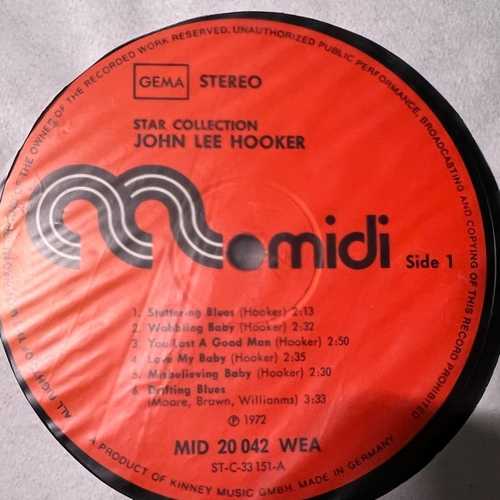 ALL RIGHT
THE OWNER OF THE RECORDED WORK RESERVED. UNAUTHORIZED PUBLIC PERFORMANCE, BROADCASTING AND COPYING OF THIS RECORD PROHIBITED
GEMA STEREO
STAR COLLECTION
JOHN LEE HOOKER
midi
Side 1
1. Stuttering Blues (Hooker) 2:13
2. Wobbling Baby (Hooker) 2:32
3. You Lost A Good Man (Hooker) 2:50
4. Love My Baby (Hooker) 2:35
5. Misbelieving Baby (Hooker) 2:30
6. Drifting Blues
(Moore, Brown, Willianms) 3:33
℗ 1972
MID 20 042 WEA
ST-C-33 151-A
A PRODUCT OF KINNEY MUSIC GMBH. MADE IN GERMANY